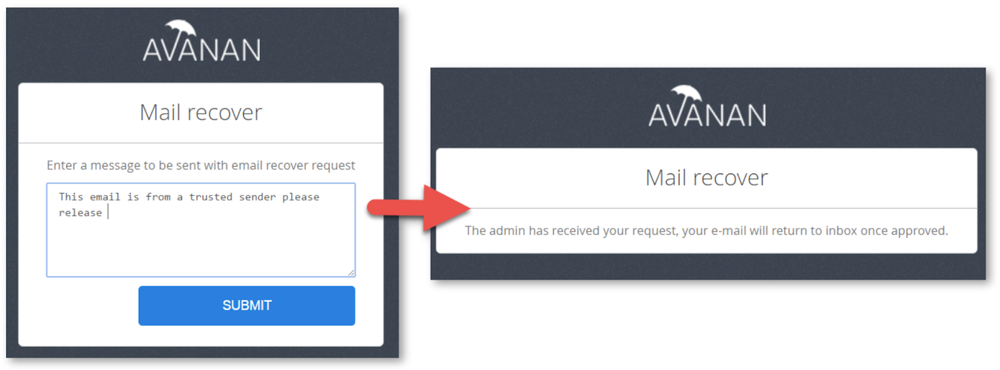 AVANAN
Mail recover
Enter a message to be sent with email recover request
This email is from a trusted sender please
release
SUBMIT
AVANAN
Mail recover
The admin has received your request, your e-mail will return to inbox once approved.